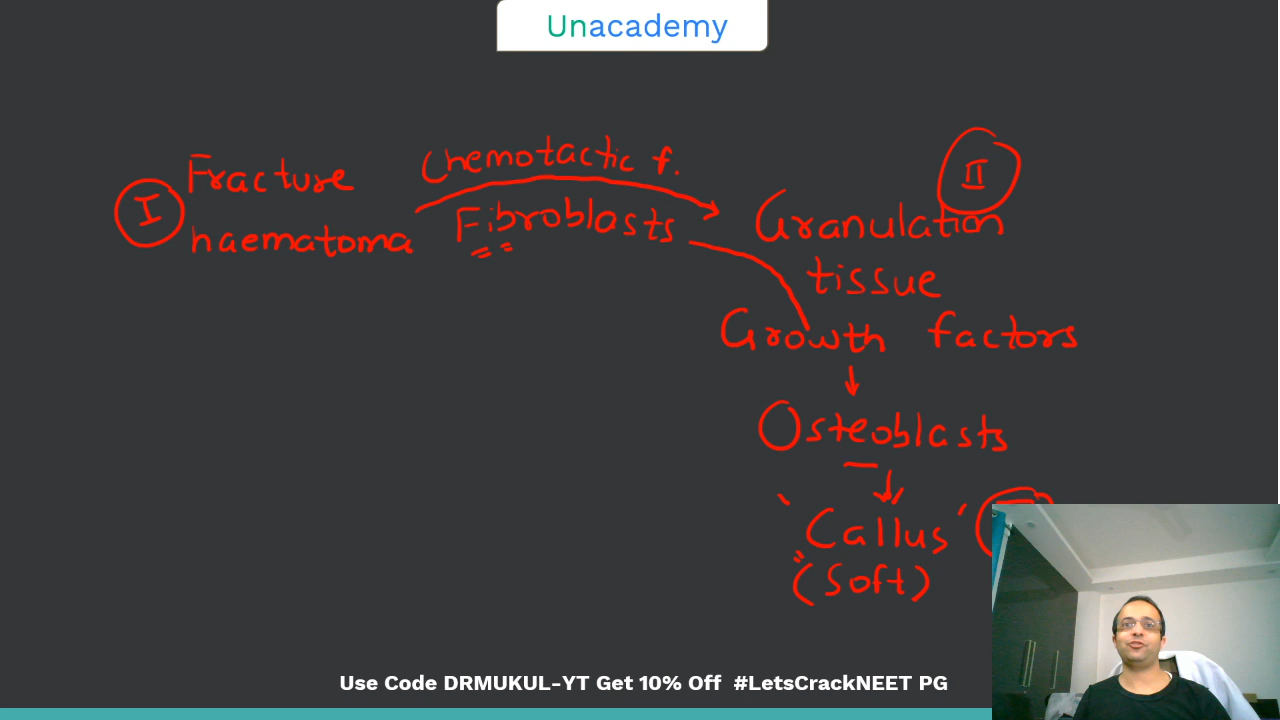 Unacademy
II
Chemotactic f.
Fracture
I
haematoma
Fibroblasts
Granulation
tissue
Growth factors
Osteoblasts
'Callus'
(Soft)
Use Code DRMUKUL-YT Get 10% Off #LetsCrackNEET PG